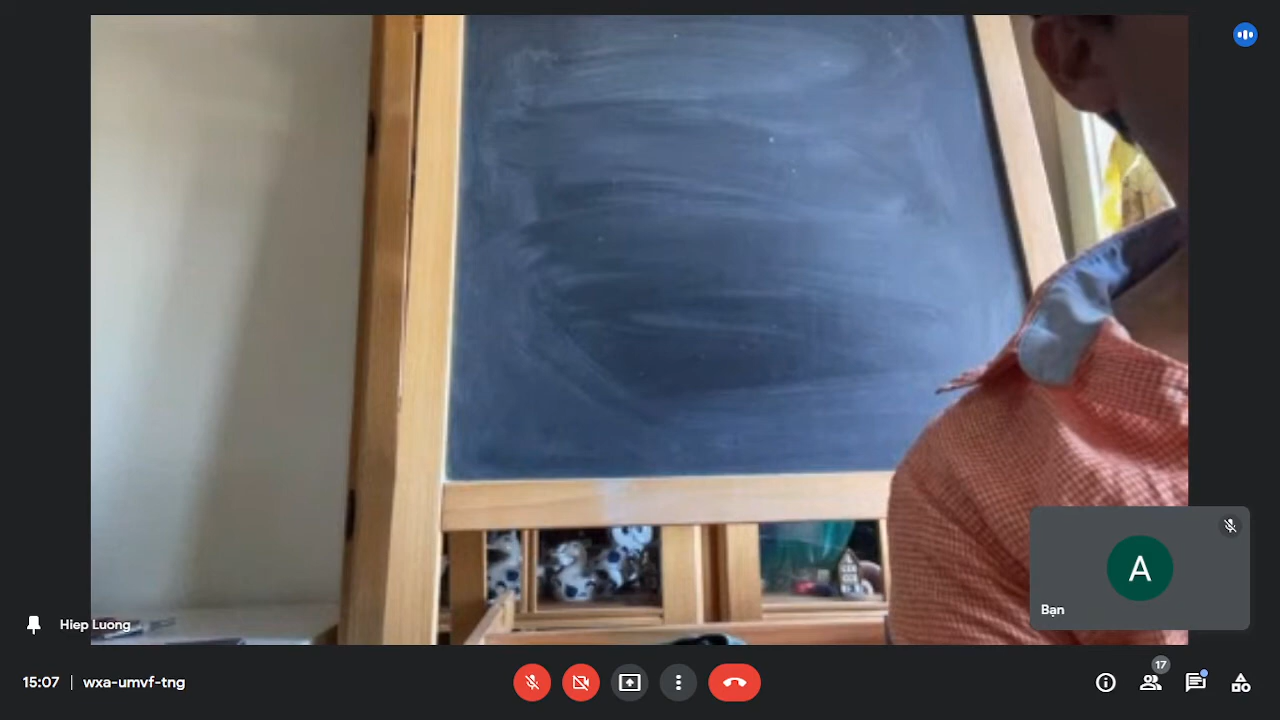 17
A
Bạn
Hiep Luong
15:07 | wxa-umvf-tng